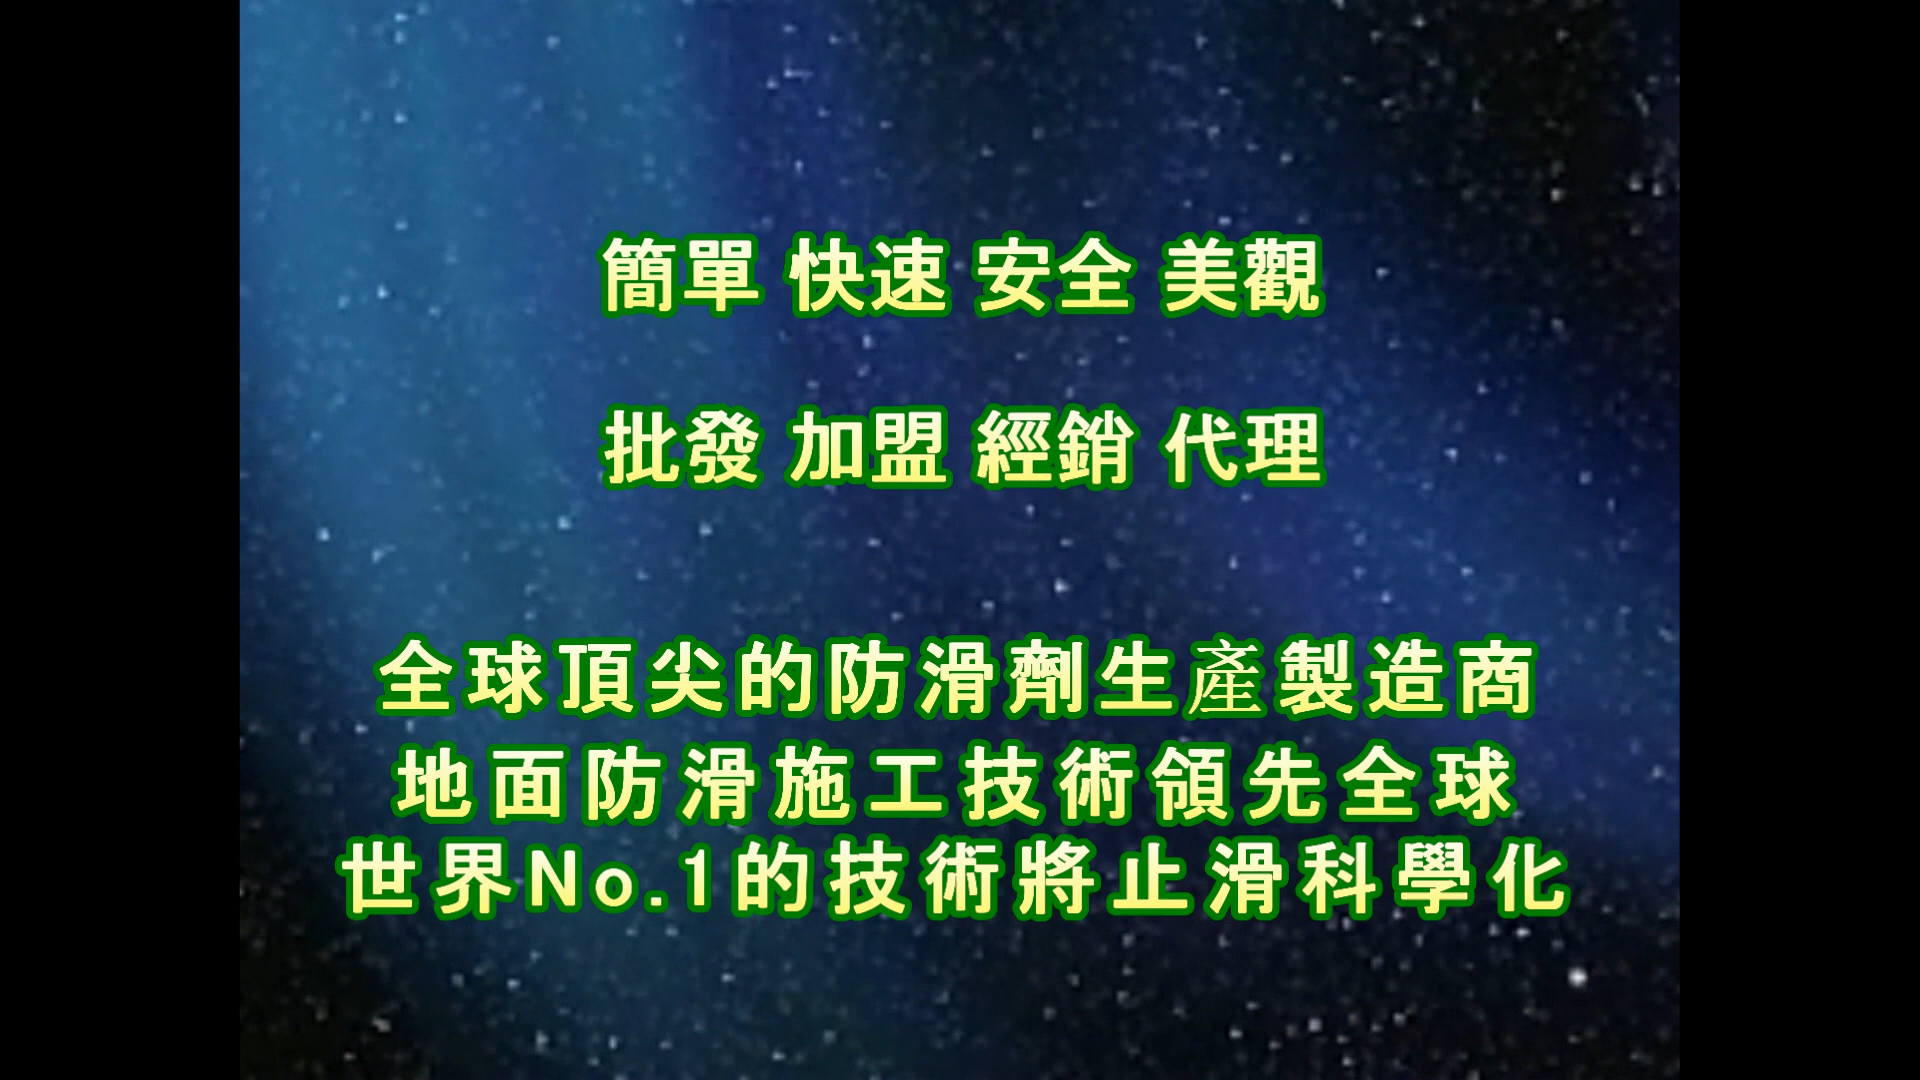 簡單 快速 安全 美觀
批發 加盟 經銷 代理
全球頂尖的防滑劑生產製造商
地面防滑施工技術領先全球
世界No.1的技術將止滑科學化